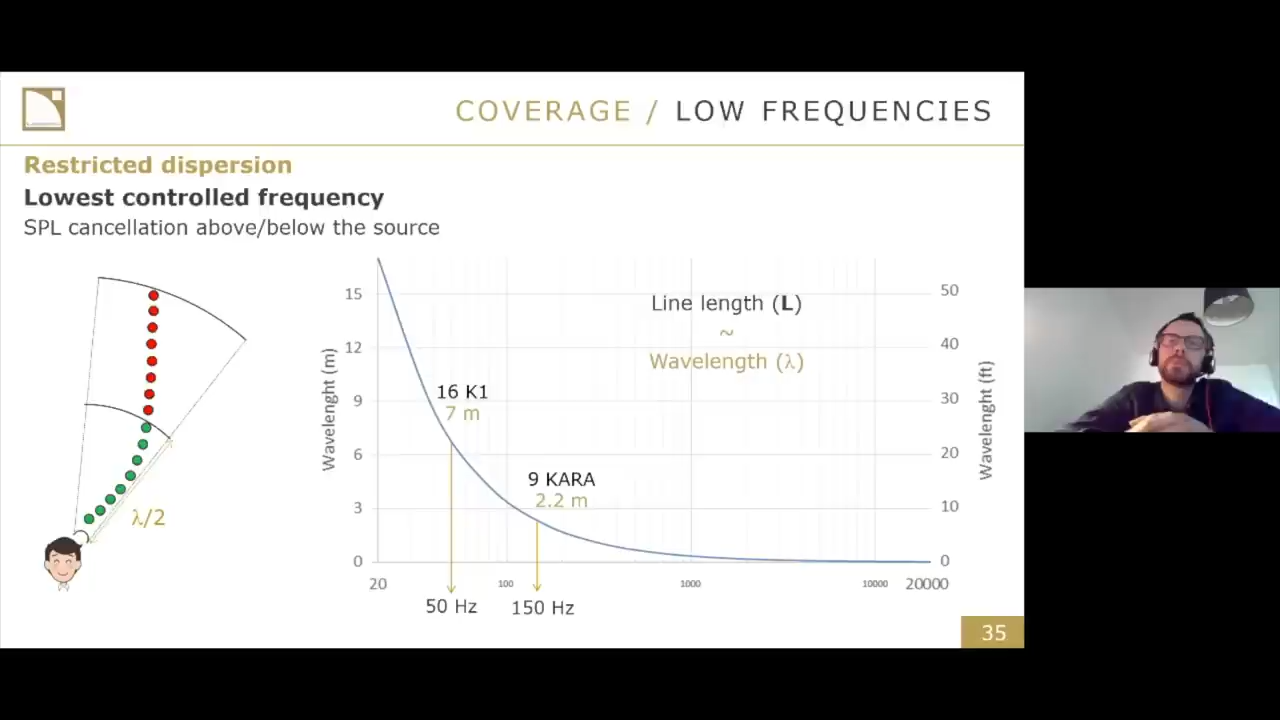 COVERAGE / LOW FREQUENCIES
Restricted dispersion
Lowest controlled frequency
SPL cancellation above/below the source
λ/2
Wavelenght (m)
15
12
9
6
3
0
16 K1
7 m
9 KARA
2.2 m
Line length (L)
~
Wavelength (λ)
50
40
30
20
10
0
Wavelenght (ft)
20
100
1000
10000
20000
50 Hz
150 Hz
35